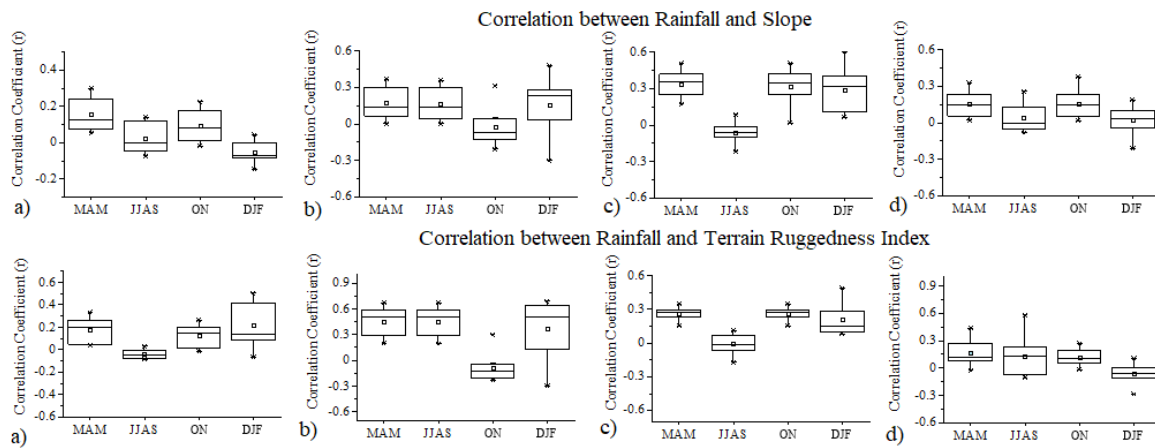 Correlation between Rainfall and Slope
Correlation Coefficient (r)
0.4
0.2
0
-0.2
MAM JJAS ON DJF
a)
Correlation Coefficient (r)
0.6
0.3
0
-0.3
-0.6
MAM JJAS ON DJF
b)
Correlation Coefficient (r)
0.6
0.3
0
-0.3
-0.6
MAM JJAS ON DJF
c)
Correlation Coefficient (r)
0.6
0.3
0
-0.3
-0.6
MAM JJAS ON DJF
d)
Correlation between Rainfall and Terrain Ruggedness Index
Correlation Coefficient (r)
0.6
0.4
0.2
0
-0.2
-0.4
-0.6
MAM JJAS ON DJF
a)
Correlation Coefficient (r)
0.9
0.6
0.3
0
-0.3
-0.6
MAM JJAS ON DJF
b)
Correlation Coefficient (r)
0.6
0.3
0
-0.3
-0.6
MAM JJAS ON DJF
c)
Correlation Coefficient (r)
0.6
0.3
0
-0.3
-0.6
MAM JJAS ON DJF
d)